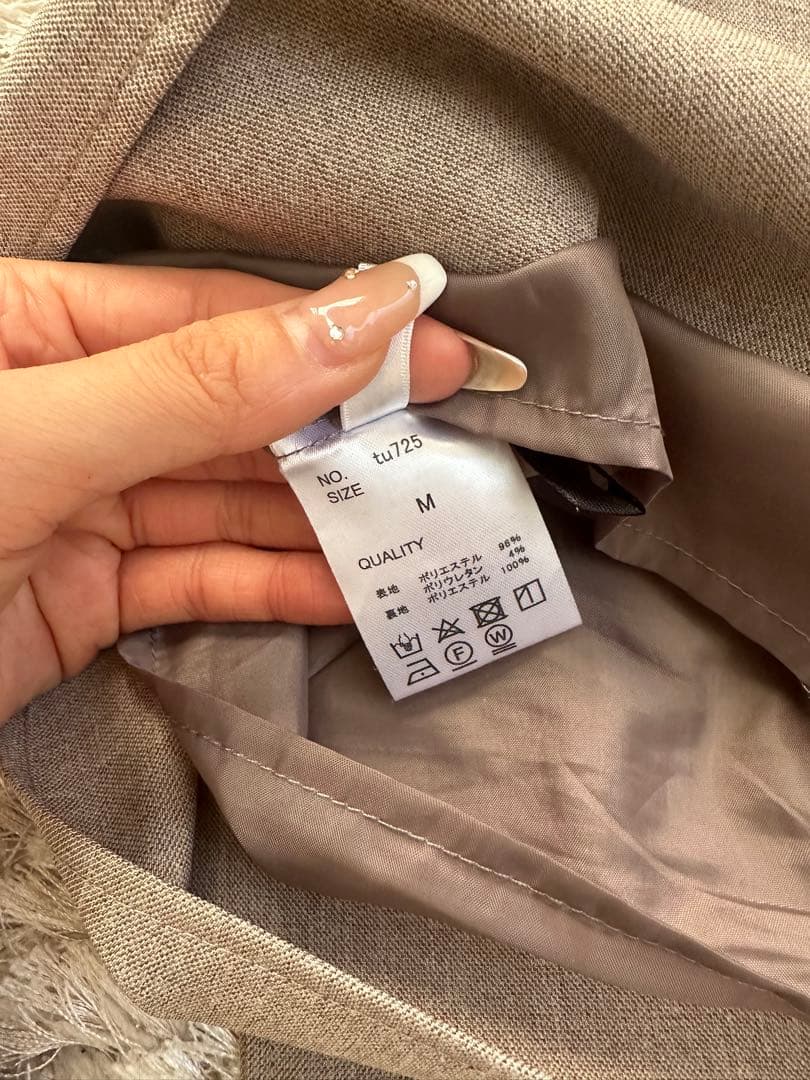 NO. tu725
SIZE M
QUALITY
表地 ポリエステル 96%
ポリウレタン 4%
裏地 ポリエステル 100%
F W